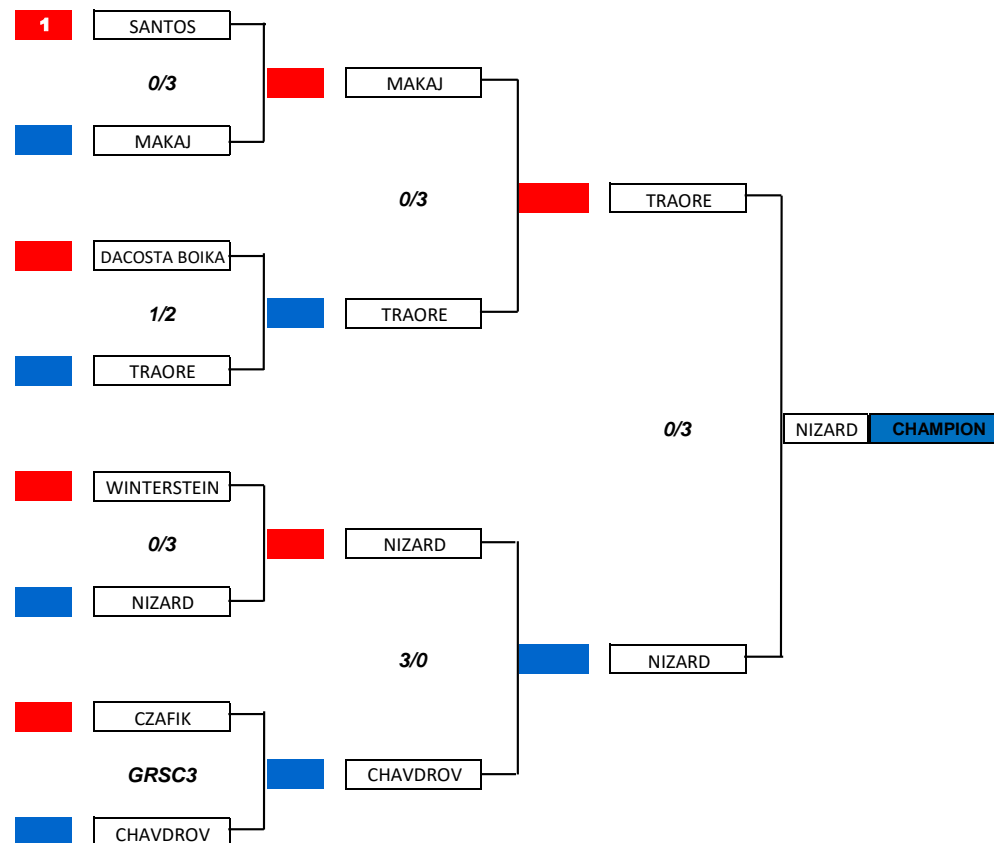 1 SANTOS
0/3
MAKAJ
MAKAJ
0/3
TRAORE
DACOSTA BOIKA
1/2
TRAORE
TRAORE
0/3
NIZARD CHAMPION
WINTERSTEIN
0/3
NIZARD
NIZARD
3/0
NIZARD
CZAFIK
GRSC3
CHAVDROV
CHAVDROV